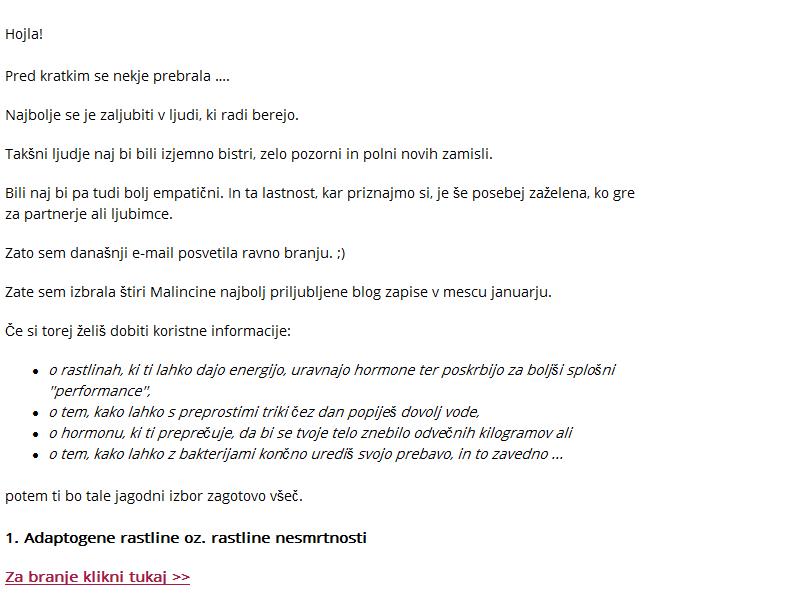 Hojla!
Pred kratkim se nekje prebrala ....
Najbolje se je zaljubiti v ljudi, ki radi berejo.
Takšni ljudje naj bi bili izjemno bistri, zelo pozorni in polni novih zamisli.
Bili naj bi pa tudi bolj empatični. In ta lastnost, kar priznajmo si, je še posebej zaželena, ko gre
za partnerje ali ljubimce.
Zato sem današnji e-mail posvetila ravno branju. ;)
Zate sem izbrala štiri Malincine najbolj priljubljene blog zapise v mescu januarju.
Če si torej želiš dobiti koristne informacije:
• o rastlinah, ki ti lahko dajo energijo, uravnajo hormone ter poskrbijo za boljši splošni
"performance",
• o tem, kako lahko s preprostimi triki čez dan popiješ dovolj vode,
• o hormonu, ki ti preprečuje, da bi se tvoje telo znebilo odvečnih kilogramov ali
• o tem, kako lahko z bakterijami končno urediš svojo prebavo, in to zavedno ...
potem ti bo tale jagodni izbor zagotovo všeč.
1. Adaptogene rastline oz. rastline nesmrtnosti
Za branje klikni tukaj >>